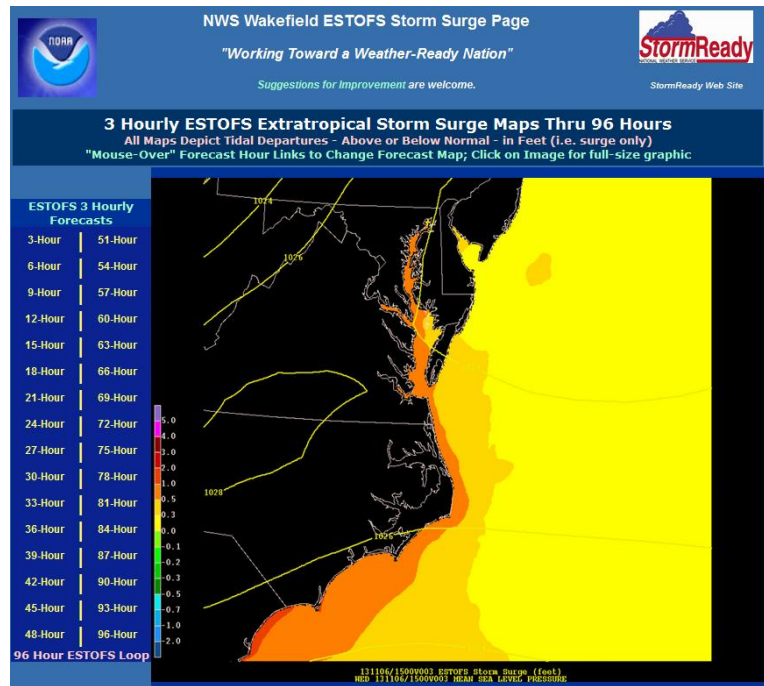 NOAA
NWS Wakefield ESTOFS Storm Surge Page
"Working Toward a Weather-Ready Nation"
Suggestions for Improvement are welcome.
StormReady
NATIONAL WEATHER SERVICE
StormReady Web Site
3 Hourly ESTOFS Extratropical Storm Surge Maps Thru 96 Hours
All Maps Depict Tidal Departures - Above or Below Normal - in Feet (i.e. surge only)
"Mouse-Over" Forecast Hour Links to Change Forecast Map; Click on Image for full-size graphic
ESTOFS 3 Hourly
Forecasts
3-Hour 51-Hour
6-Hour 54-Hour
9-Hour 57-Hour
12-Hour 60-Hour
15-Hour 63-Hour
18-Hour 66-Hour
21-Hour 69-Hour
24-Hour 72-Hour
27-Hour 75-Hour
30-Hour 78-Hour
33-Hour 81-Hour
36-Hour 84-Hour
39-Hour 87-Hour
42-Hour 90-Hour
45-Hour 93-Hour
48-Hour 96-Hour
96 Hour ESTOFS Loop
5.0
4.0
3.0
2.0
1.0
0.5
0.3
0.0
-0.1
-0.2
-0.3
-0.5
-0.7
-1.0
-2.0
1024
1026
1028
1026
131106/1500V003 ESTOFS Storm Surge (feet)
WED 131106/1500V003 MEAN SEA LEVEL PRESSURE